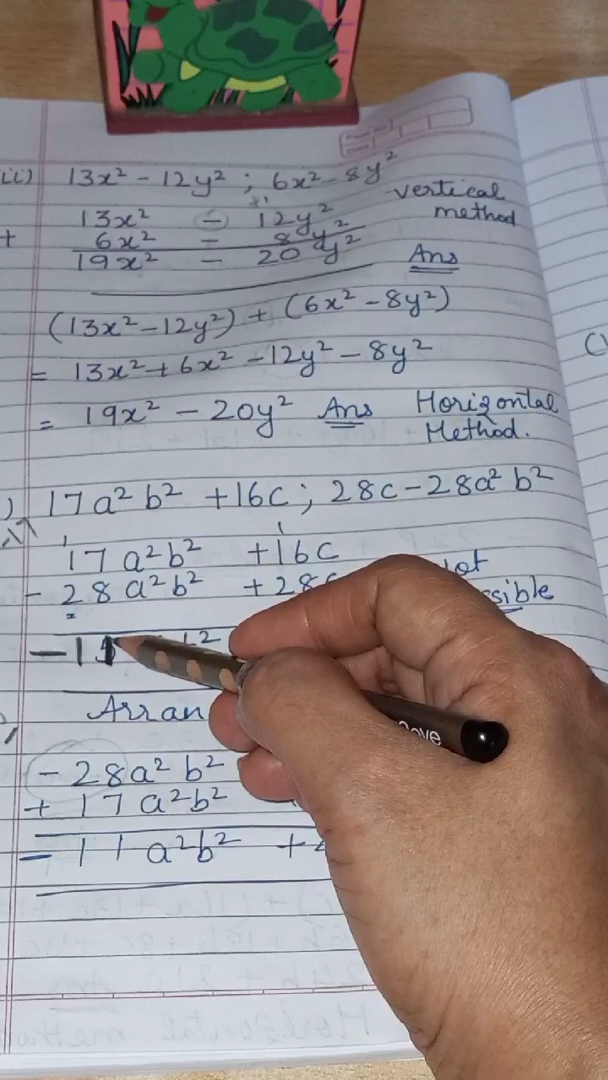 ii) 13x² - 12y² ; 6x² - 8y²
vertical method
13x² - 12y²
+ 6x² - 8y²
19x² - 20y² Ans
(13x² - 12y²) + (6x² - 8y²)
= 13x² + 6x² - 12y² - 8y²
= 19x² - 20y² Ans Horizontal Method.
) 17a²b² + 16c ; 28c - 28a²b²
17a²b² + 16c
- 28a²b² + 28c
-11
Arran
- 28a²b²
+ 17a²b²
- 11a²b² +